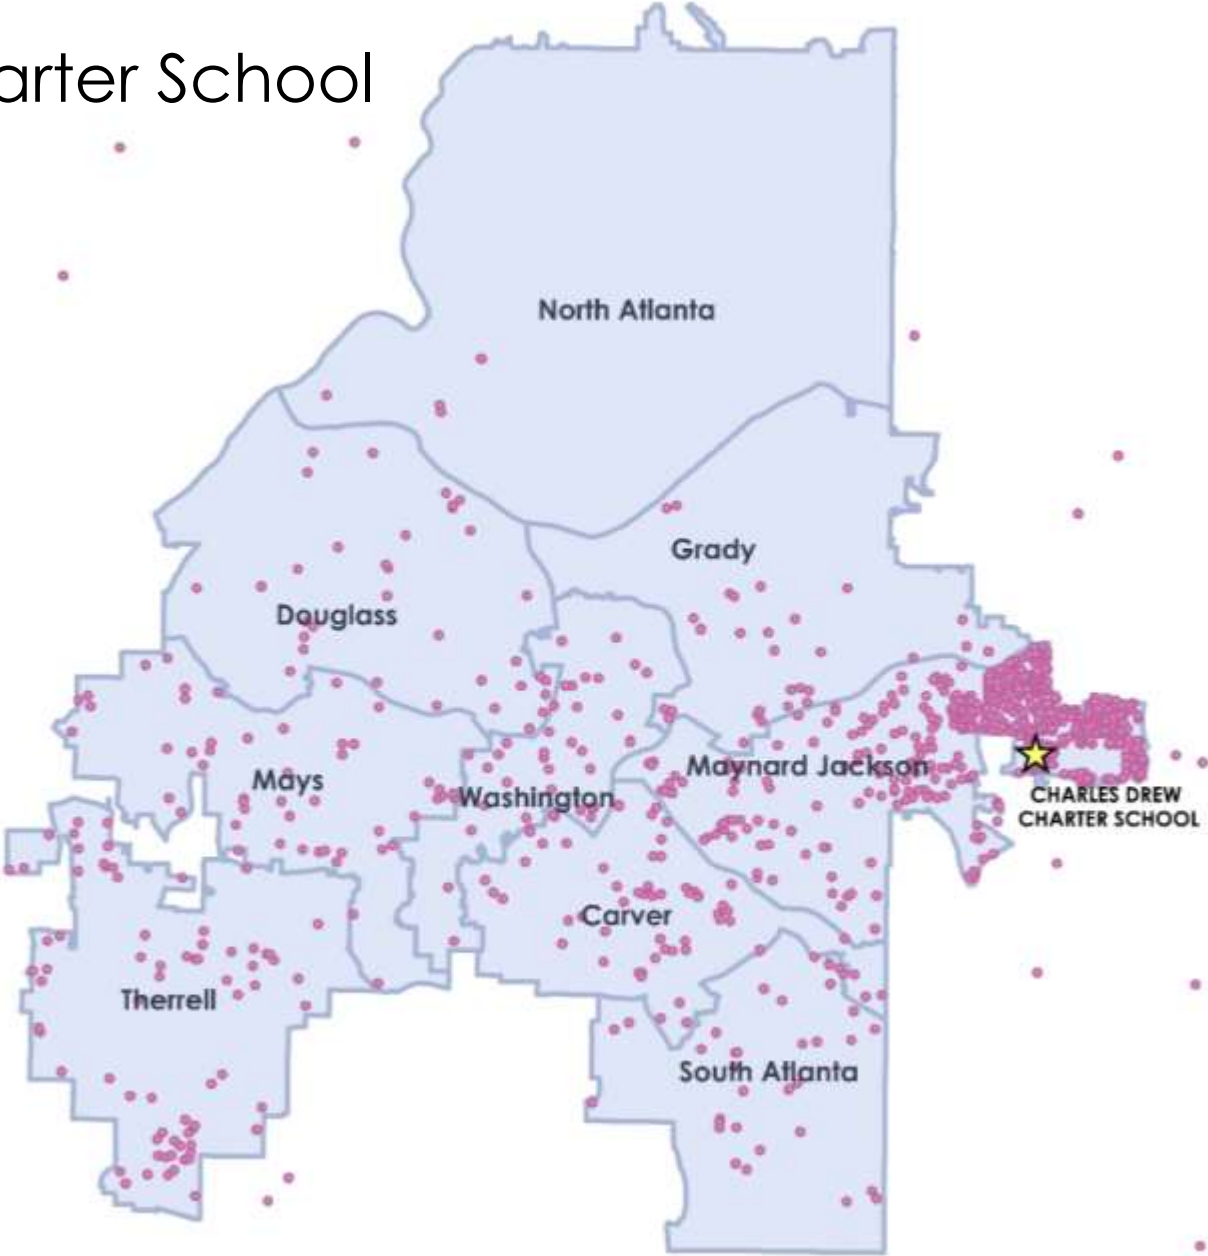 arter School
North Atlanta
Grady
Douglass
Mays
Washington
Maynard Jackson
CHARLES DREW
CHARTER SCHOOL
Carver
Therrell
South Atlanta